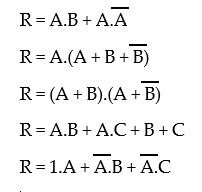 R = A.B + A.A̅
R = A.(A + B + B̅)
R = (A + B).(A + B̅)
R = A.B + A.C + B + C
R = 1.A + A̅.B + A̅.C